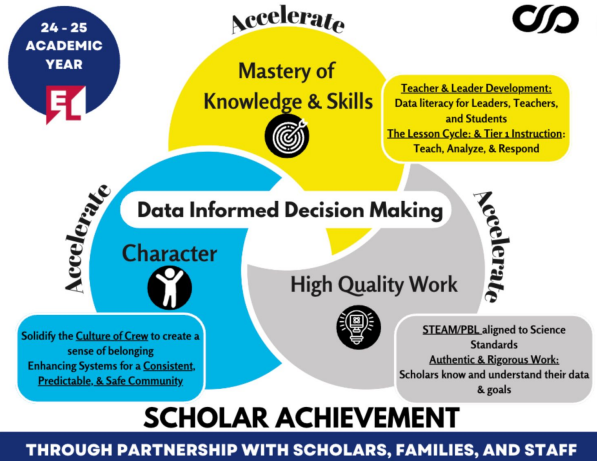 24 - 25
ACADEMIC
YEAR
EL
Accelerate
Mastery of
Knowledge & Skills
Teacher & Leader Development:
Data literacy for Leaders, Teachers,
and Students
The Lesson Cycle: & Tier 1 Instruction:
Teach, Analyze, & Respond
Accelerate
Accelerate
Data Informed Decision Making
Character
High Quality Work
Solidify the Culture of Crew to create a
sense of belonging
Enhancing Systems for a Consistent,
Predictable, & Safe Community
STEAM/PBL aligned to Science
Standards
Authentic & Rigorous Work:
Scholars know and understand their data
& goals
SCHOLAR ACHIEVEMENT
THROUGH PARTNERSHIP WITH SCHOLARS, FAMILIES, AND STAFF